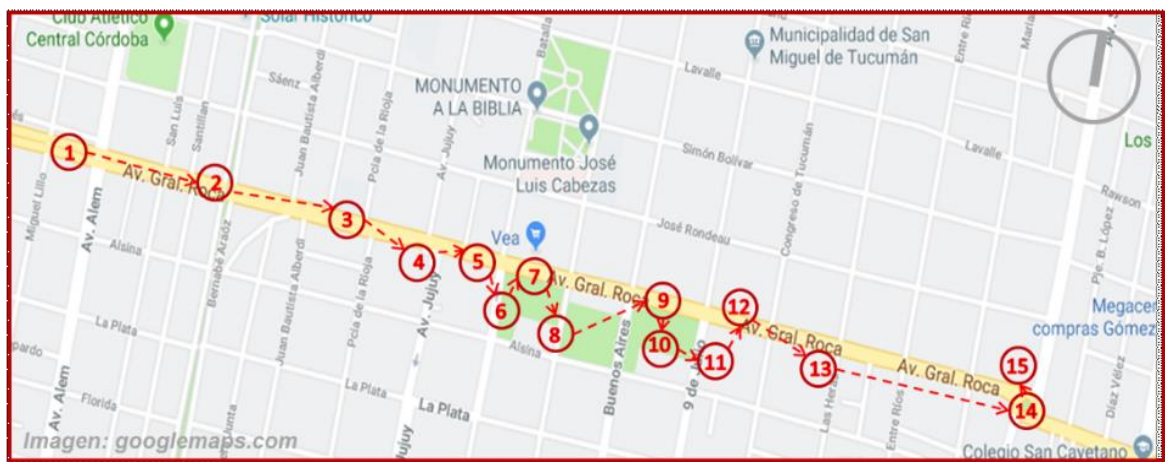 Club Atlético
Central Córdoba
Solar Histórico
San Luis
Santillan
Sáenz
Juan Bautista Alberdi
Pcia de la Rioja
Av. Jujuy
Batalla
MONUMENTO
A LA BIBLIA
Monumento José
Luis Cabezas
Municipalidad de San
Miguel de Tucumán
Lavalle
Entre Ríos
Simón Bolívar
José Rondeau
Congreso de Tucumán
Lavalle
Rawson
Pje. B. López
Los
Megacen
compras Gómez
Miguel Lillo
Av. Alem
Av. Gral. Roca
Alsina
Bernabé Araóz
Juan Bautista Alberdi
Pcia de la Rioja
Av. Jujuy
Vea
Av. Gral. Roca
Av. Gral. Roca
Av. Gral. Roca
1
2
3
4
5
6
7
8
9
10
11
12
13
14
15
La Plata
Alsina
Buenos Aires
9 de Julio
Las Heras
Entre Ríos
Díaz Vélez
Av. Alem
Florida
La Plata
La Plata
Jujuy
Colegio San Cayetano
Imagen: googlemaps.com